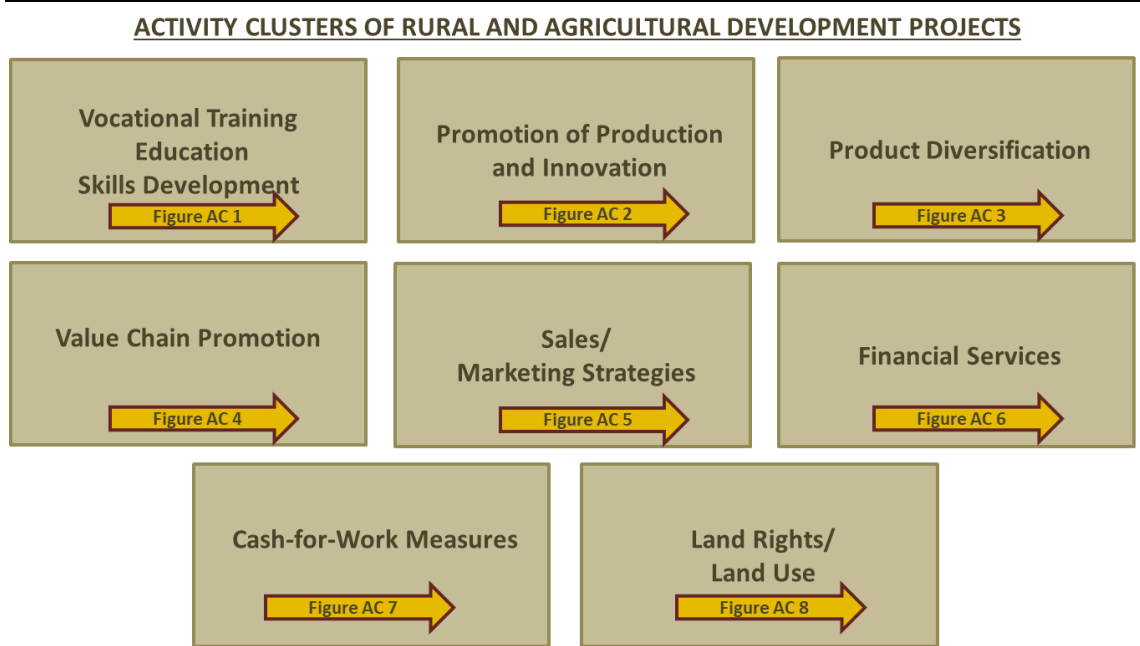 ACTIVITY CLUSTERS OF RURAL AND AGRICULTURAL DEVELOPMENT PROJECTS
Vocational Training
Education
Skills Development
Figure AC 1
Promotion of Production
and Innovation
Figure AC 2
Product Diversification
Figure AC 3
Value Chain Promotion
Figure AC 4
Sales/
Marketing Strategies
Figure AC 5
Financial Services
Figure AC 6
Cash-for-Work Measures
Figure AC 7
Land Rights/
Land Use
Figure AC 8